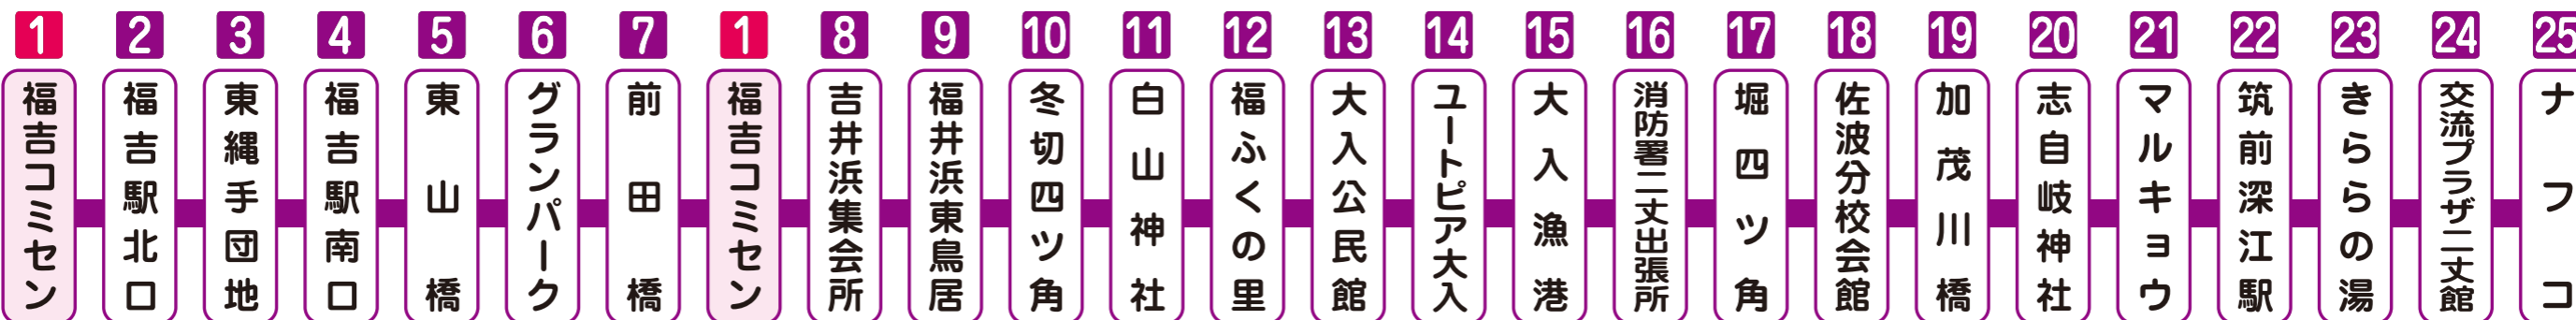 1 2 3 4 5 6 7 1 8 9 10 11 12 13 14 15 16 17 18 19 20 21 22 23 24 25
福吉コミセン
福吉駅北口
東縄手団地
福吉駅南口
東山橋
グランパーク
前田橋
福吉コミセン
吉井浜集会所
福井浜東鳥居
冬切四ツ角
白山神社
福ふくの里
大入公民館
ユートピア大入
大入漁港
消防署二丈出張所
堀四ツ角
佐波分校会館
加茂川橋
志自岐神社
マルキョウ
筑前深江駅
きららの湯
交流プラザ二丈館
ナフコ